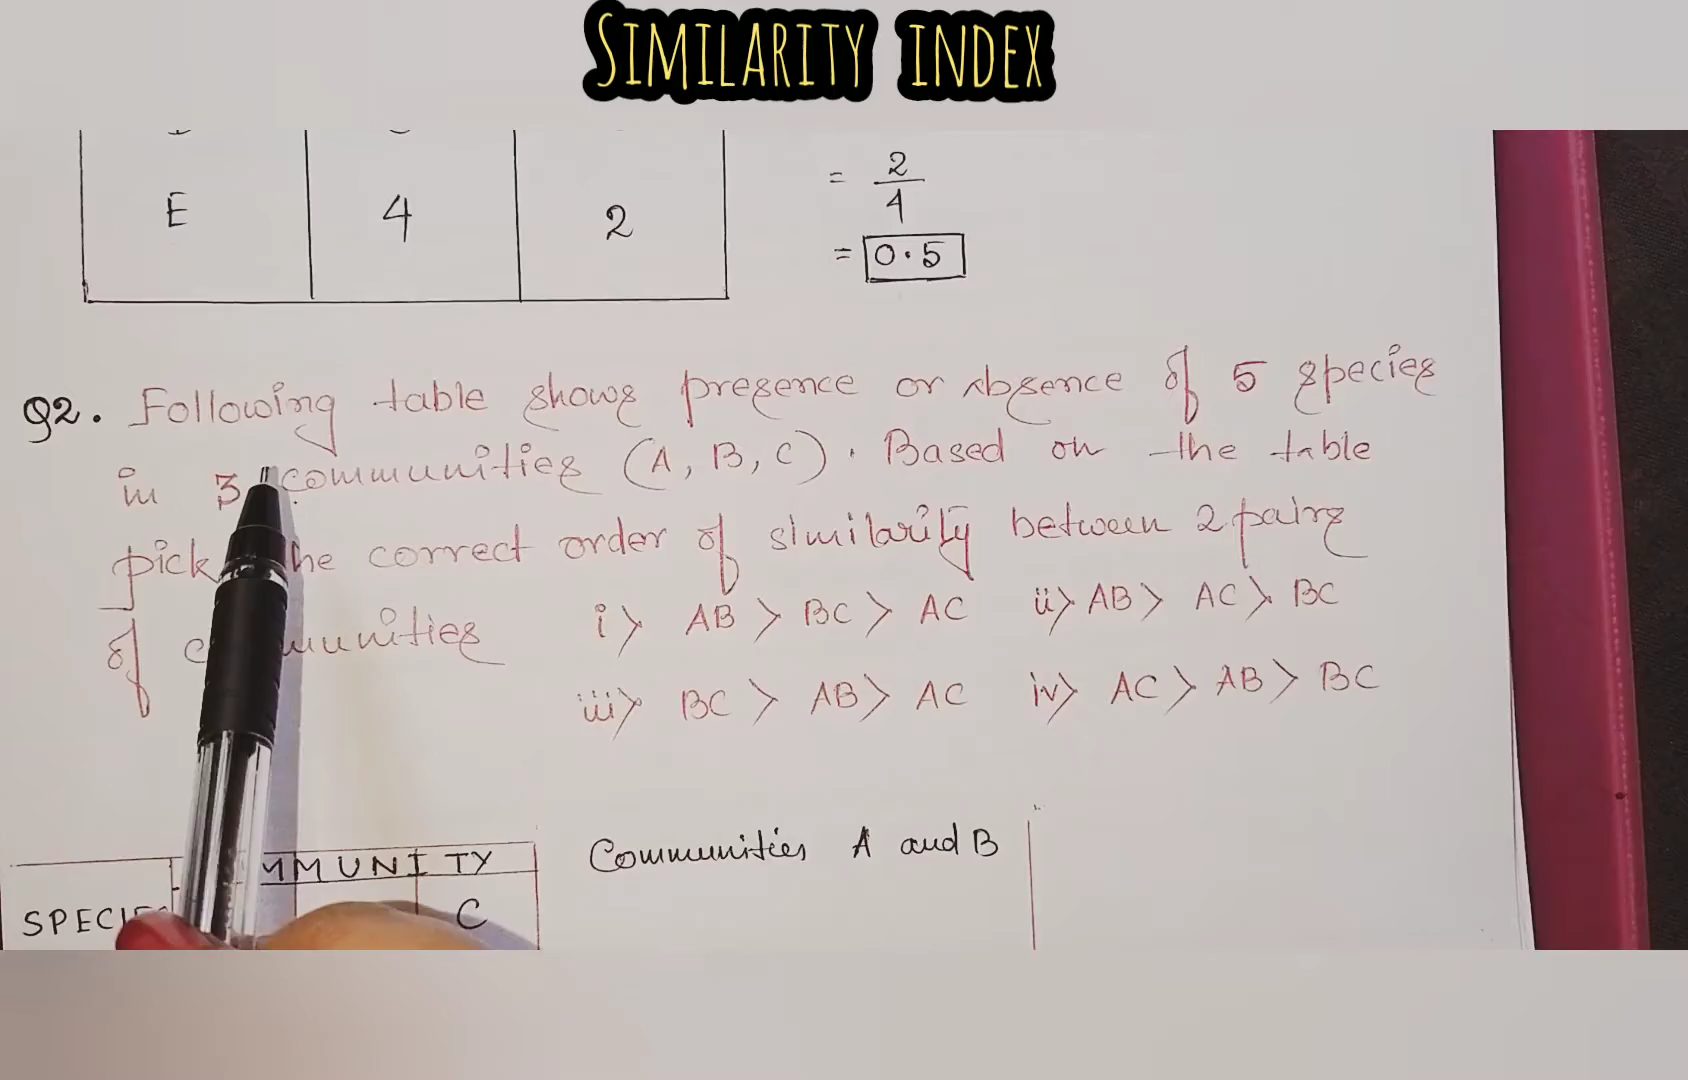 SIMILARITY INDEX
E 4 2
= 2/4
= 0.5
Q2. Following table shows presence or absence of 5 species
in 3 communities (A, B, C). Based on the table
pick the correct order of similarity between 2 pairs
of communities i> AB > BC > AC ii> AB > AC > BC
iii> BC > AB > AC iv> AC > AB > BC
Communities A and B
C